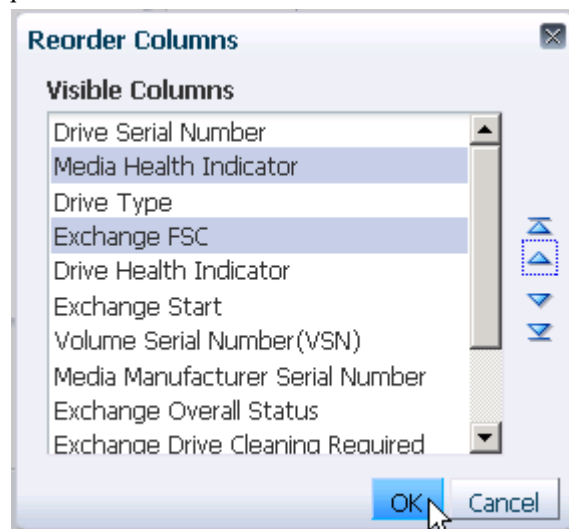 Reorder Columns
Visible Columns
Drive Serial Number
Media Health Indicator
Drive Type
Exchange FSC
Drive Health Indicator
Exchange Start
Volume Serial Number(VSN)
Media Manufacturer Serial Number
Exchange Overall Status
Exchange Drive Cleaning Required
OK Cancel